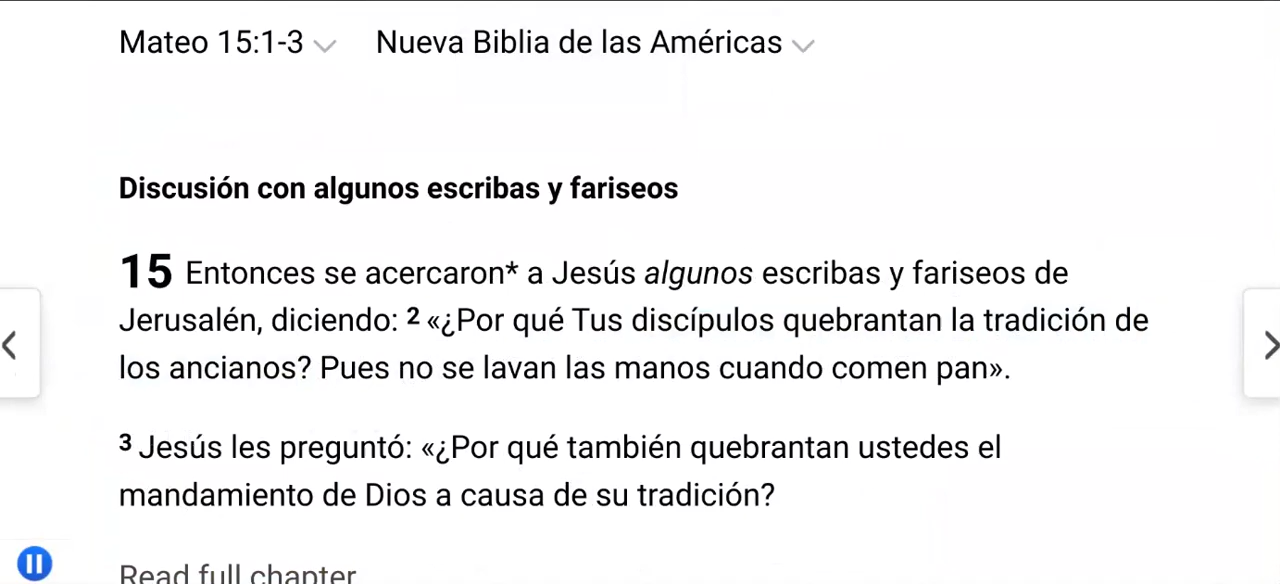 Mateo 15:1-3 Nueva Biblia de las Américas
Discusión con algunos escribas y fariseos
15 Entonces se acercaron* a Jesús algunos escribas y fariseos de
Jerusalén, diciendo: 2 «¿Por qué Tus discípulos quebrantan la tradición de
los ancianos? Pues no se lavan las manos cuando comen pan».
3 Jesús les preguntó: «¿Por qué también quebrantan ustedes el
mandamiento de Dios a causa de su tradición?
Read full chapter